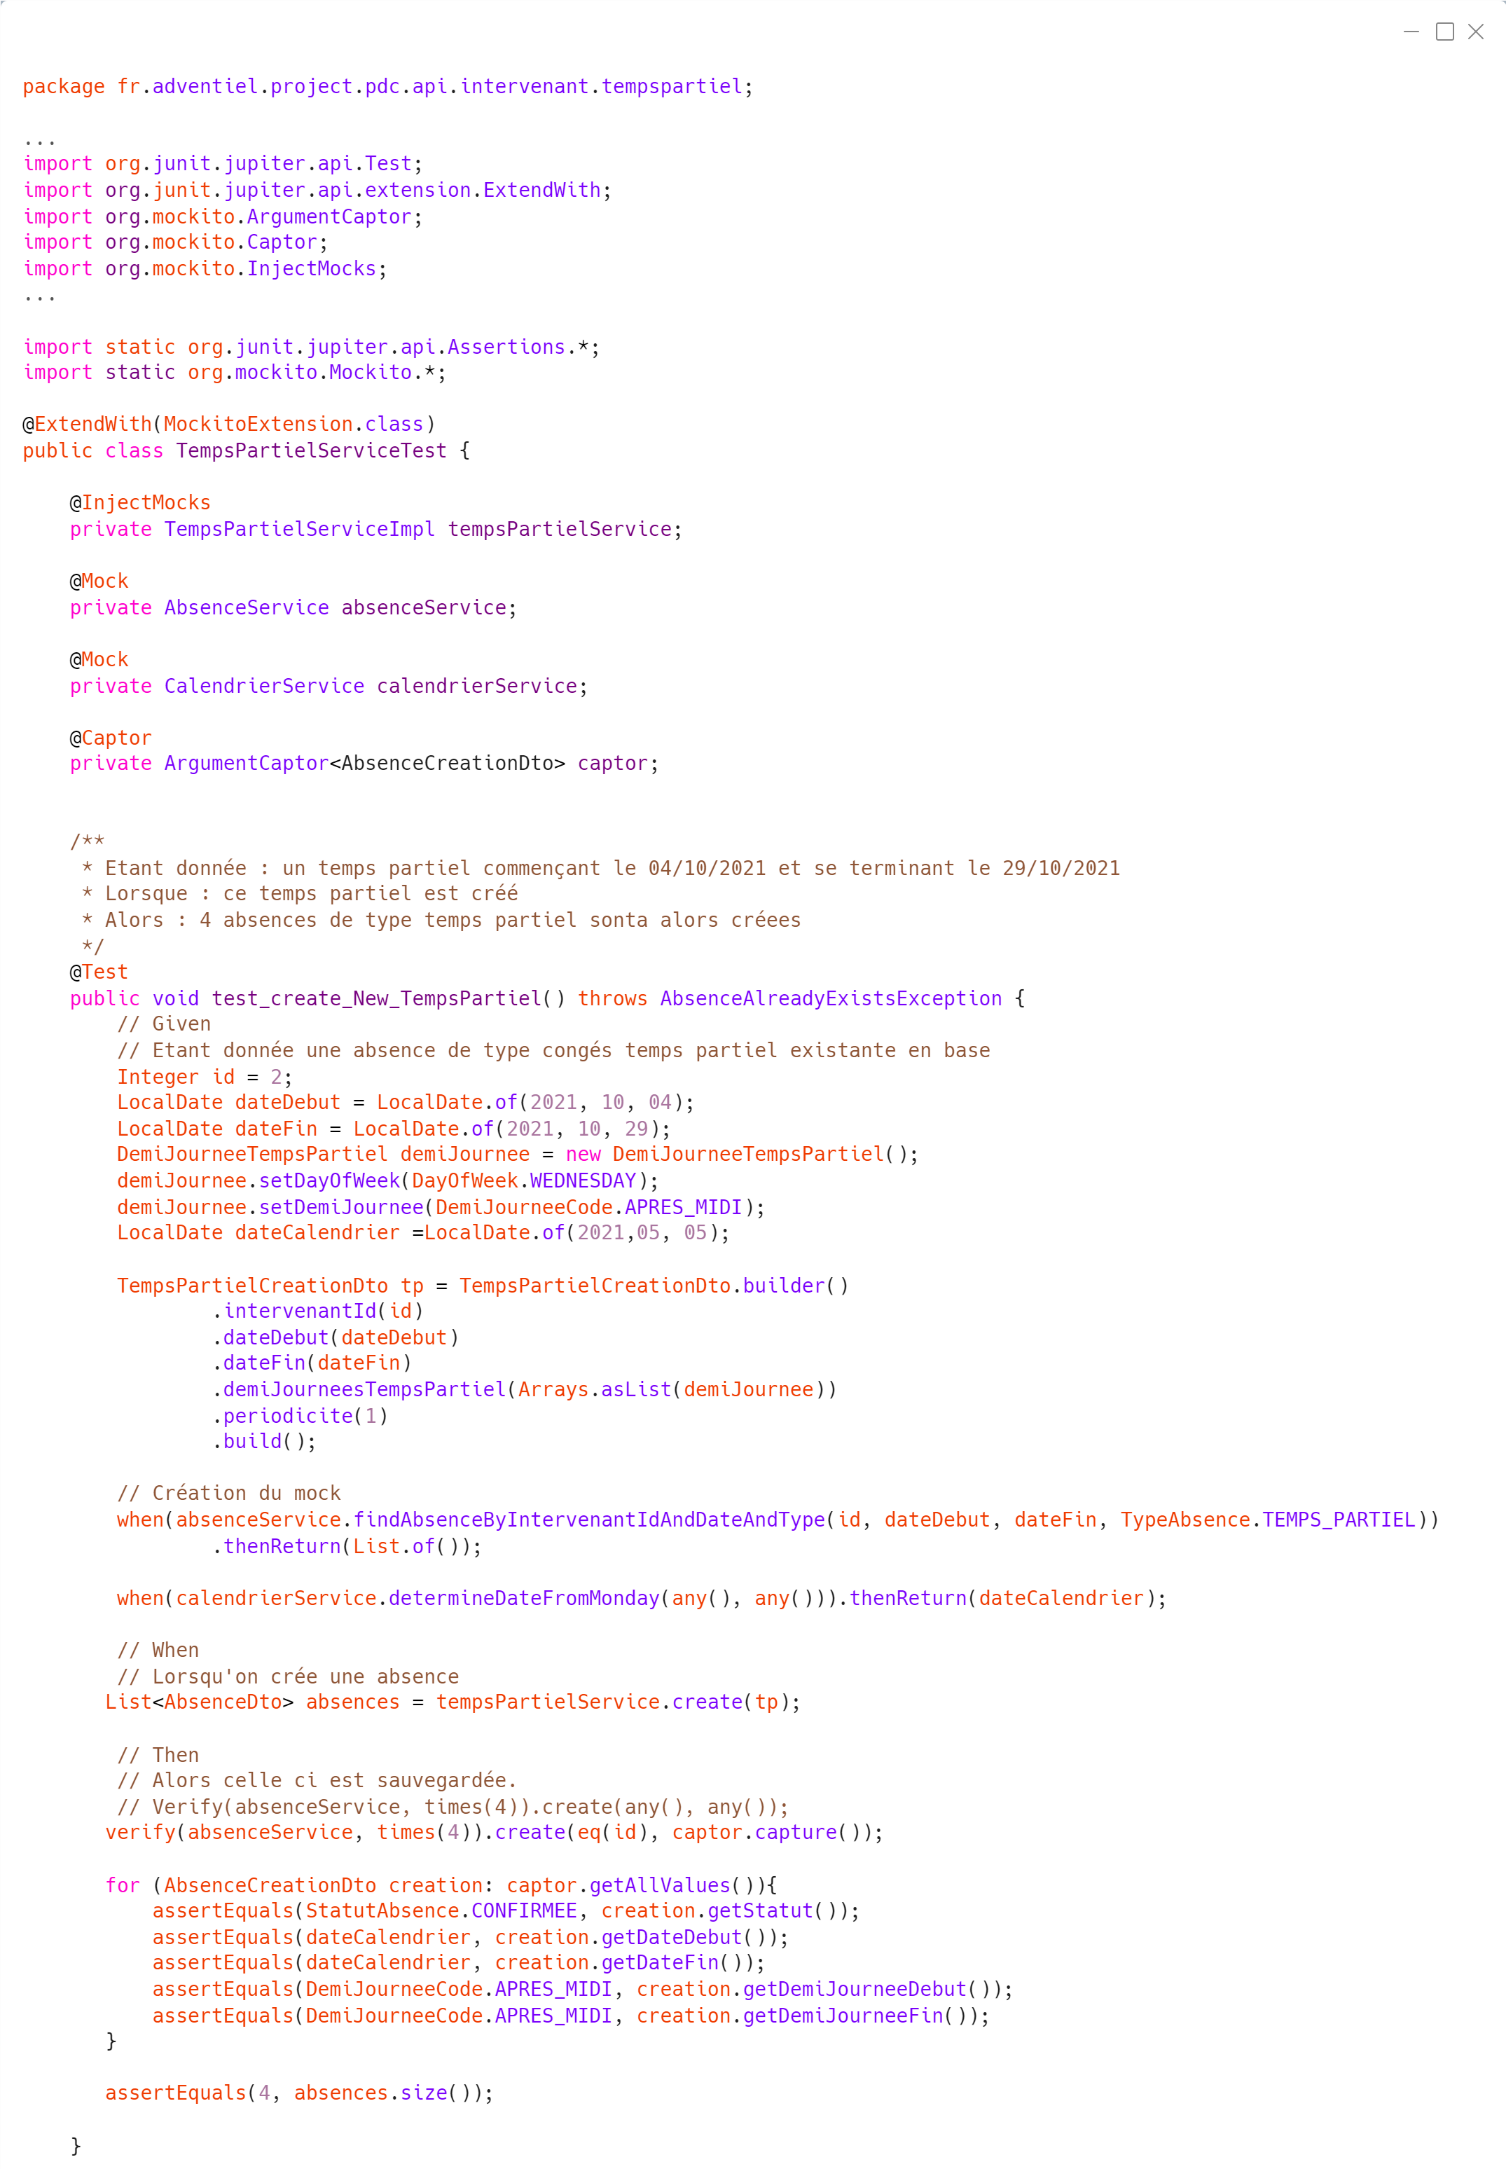 package fr.adventiel.project.pdc.api.intervenant.tempspartiel;
...
import org.junit.jupiter.api.Test;
import org.junit.jupiter.api.extension.ExtendWith;
import org.mockito.ArgumentCaptor;
import org.mockito.Captor;
import org.mockito.InjectMocks;
...
import static org.junit.jupiter.api.Assertions.*;
import static org.mockito.Mockito.*;
@ExtendWith(MockitoExtension.class)
public class TempsPartielServiceTest {
@InjectMocks
private TempsPartielServiceImpl tempsPartielService;
@Mock
private AbsenceService absenceService;
@Mock
private CalendrierService calendrierService;
@Captor
private ArgumentCaptor<AbsenceCreationDto> captor;
/**
* Etant donnée : un temps partiel commençant le 04/10/2021 et se terminant le 29/10/2021
* Lorsque : ce temps partiel est créé
* Alors : 4 absences de type temps partiel sonta alors créees
*/
@Test
public void test_create_New_TempsPartiel() throws AbsenceAlreadyExistsException {
// Given
// Etant donnée une absence de type congés temps partiel existante en base
Integer id = 2;
LocalDate dateDebut = LocalDate.of(2021, 10, 04);
LocalDate dateFin = LocalDate.of(2021, 10, 29);
DemiJourneeTempsPartiel demiJournee = new DemiJourneeTempsPartiel();
demiJournee.setDayOfWeek(DayOfWeek.WEDNESDAY);
demiJournee.setDemiJournee(DemiJourneeCode.APRES_MIDI);
LocalDate dateCalendrier =LocalDate.of(2021,05, 05);
TempsPartielCreationDto tp = TempsPartielCreationDto.builder()
.intervenantId(id)
.dateDebut(dateDebut)
.dateFin(dateFin)
.demiJourneesTempsPartiel(Arrays.asList(demiJournee))
.periodicite(1)
.build();
// Création du mock
when(absenceService.findAbsenceByIntervenantIdAndDateAndType(id, dateDebut, dateFin, TypeAbsence.TEMPS_PARTIEL))
.thenReturn(List.of());
when(calendrierService.determineDateFromMonday(any(), any())).thenReturn(dateCalendrier);
// When
// Lorsqu'on crée une absence
List<AbsenceDto> absences = tempsPartielService.create(tp);
// Then
// Alors celle ci est sauvegardée.
// Verify(absenceService, times(4)).create(any(), any());
verify(absenceService, times(4)).create(eq(id), captor.capture());
for (AbsenceCreationDto creation: captor.getAllValues()){
assertEquals(StatutAbsence.CONFIRMEE, creation.getStatut());
assertEquals(dateCalendrier, creation.getDateDebut());
assertEquals(dateCalendrier, creation.getDateFin());
assertEquals(DemiJourneeCode.APRES_MIDI, creation.getDemiJourneeDebut());
assertEquals(DemiJourneeCode.APRES_MIDI, creation.getDemiJourneeFin());
}
assertEquals(4, absences.size());
}